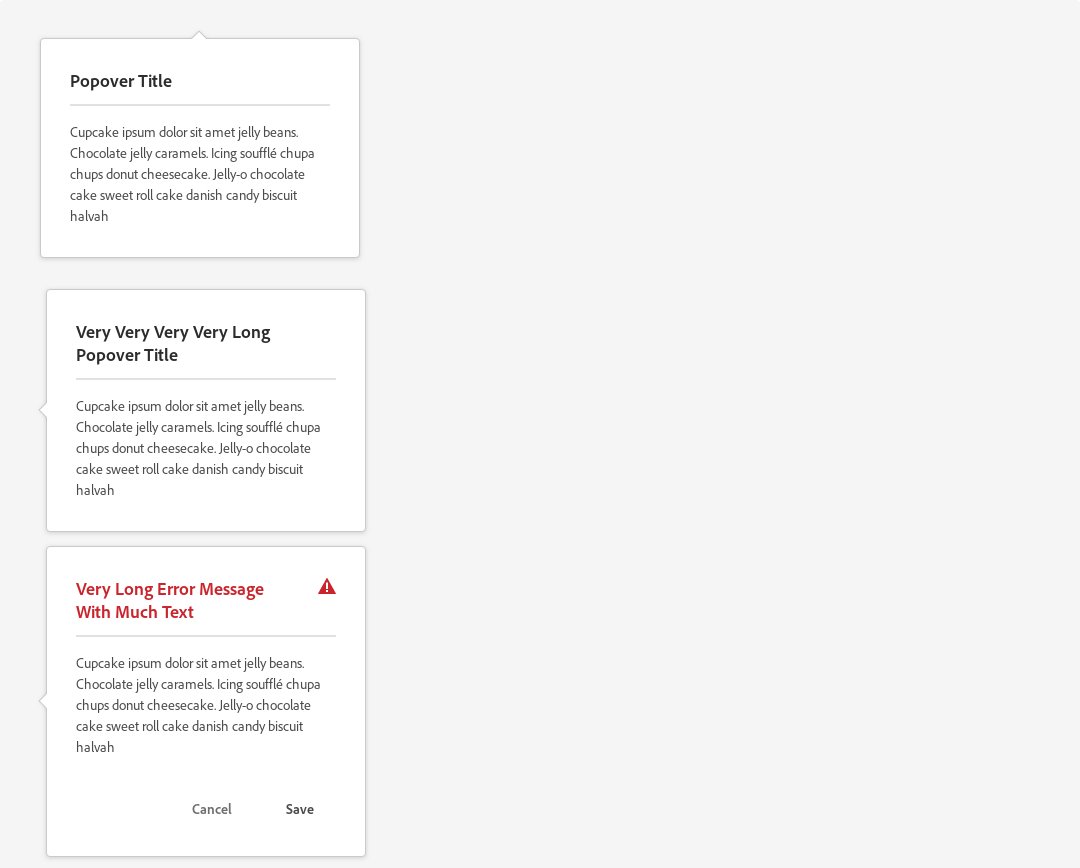 Popover Title
Cupcake ipsum dolor sit amet jelly beans.
Chocolate jelly caramels. Icing soufflé chupa
chups donut cheesecake. Jelly-o chocolate
cake sweet roll cake danish candy biscuit
halvah
Very Very Very Very Long
Popover Title
Cupcake ipsum dolor sit amet jelly beans.
Chocolate jelly caramels. Icing soufflé chupa
chups donut cheesecake. Jelly-o chocolate
cake sweet roll cake danish candy biscuit
halvah
Very Long Error Message
With Much Text
Cupcake ipsum dolor sit amet jelly beans.
Chocolate jelly caramels. Icing soufflé chupa
chups donut cheesecake. Jelly-o chocolate
cake sweet roll cake danish candy biscuit
halvah
Cancel Save